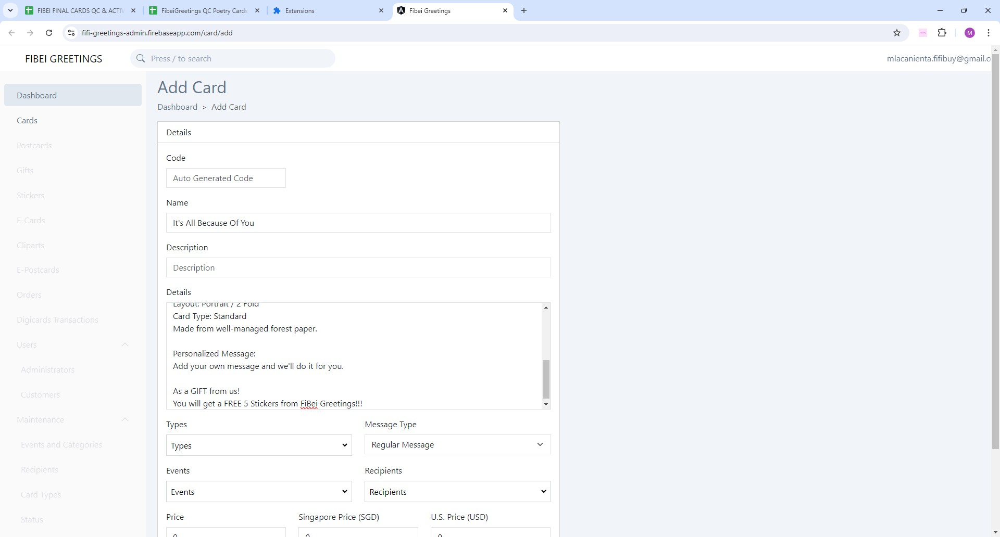 FIBEI FINAL CARDS QC & ACTIV
FibeiGreetings QC Poetry Cards
Extensions
Fibei Greetings
fifi-greetings-admin.firebaseapp.com/card/add
M
FIBEI GREETINGS
Press / to search
mlacanienta.fifibuy@gmail.c
Dashboard
Cards
Postcards
Gifts
Stickers
E-Cards
Cliparts
E-Postcards
Orders
Digicards Transactions
Users
Administrators
Customers
Maintenance
Events and Categories
Recipients
Card Types
Status
Add Card
Dashboard > Add Card
Details
Code
Auto Generated Code
Name
It's All Because Of You
Description
Description
Details
Layout: Portrait / 2 Fold
Card Type: Standard
Made from well-managed forest paper.
Personalized Message:
Add your own message and we'll do it for you.
As a GIFT from us!
You will get a FREE 5 Stickers from FiBei Greetings!!!
Types
Message Type
Types
Regular Message
Events
Recipients
Events
Recipients
Price
Singapore Price (SGD)
U.S. Price (USD)
0
0
0